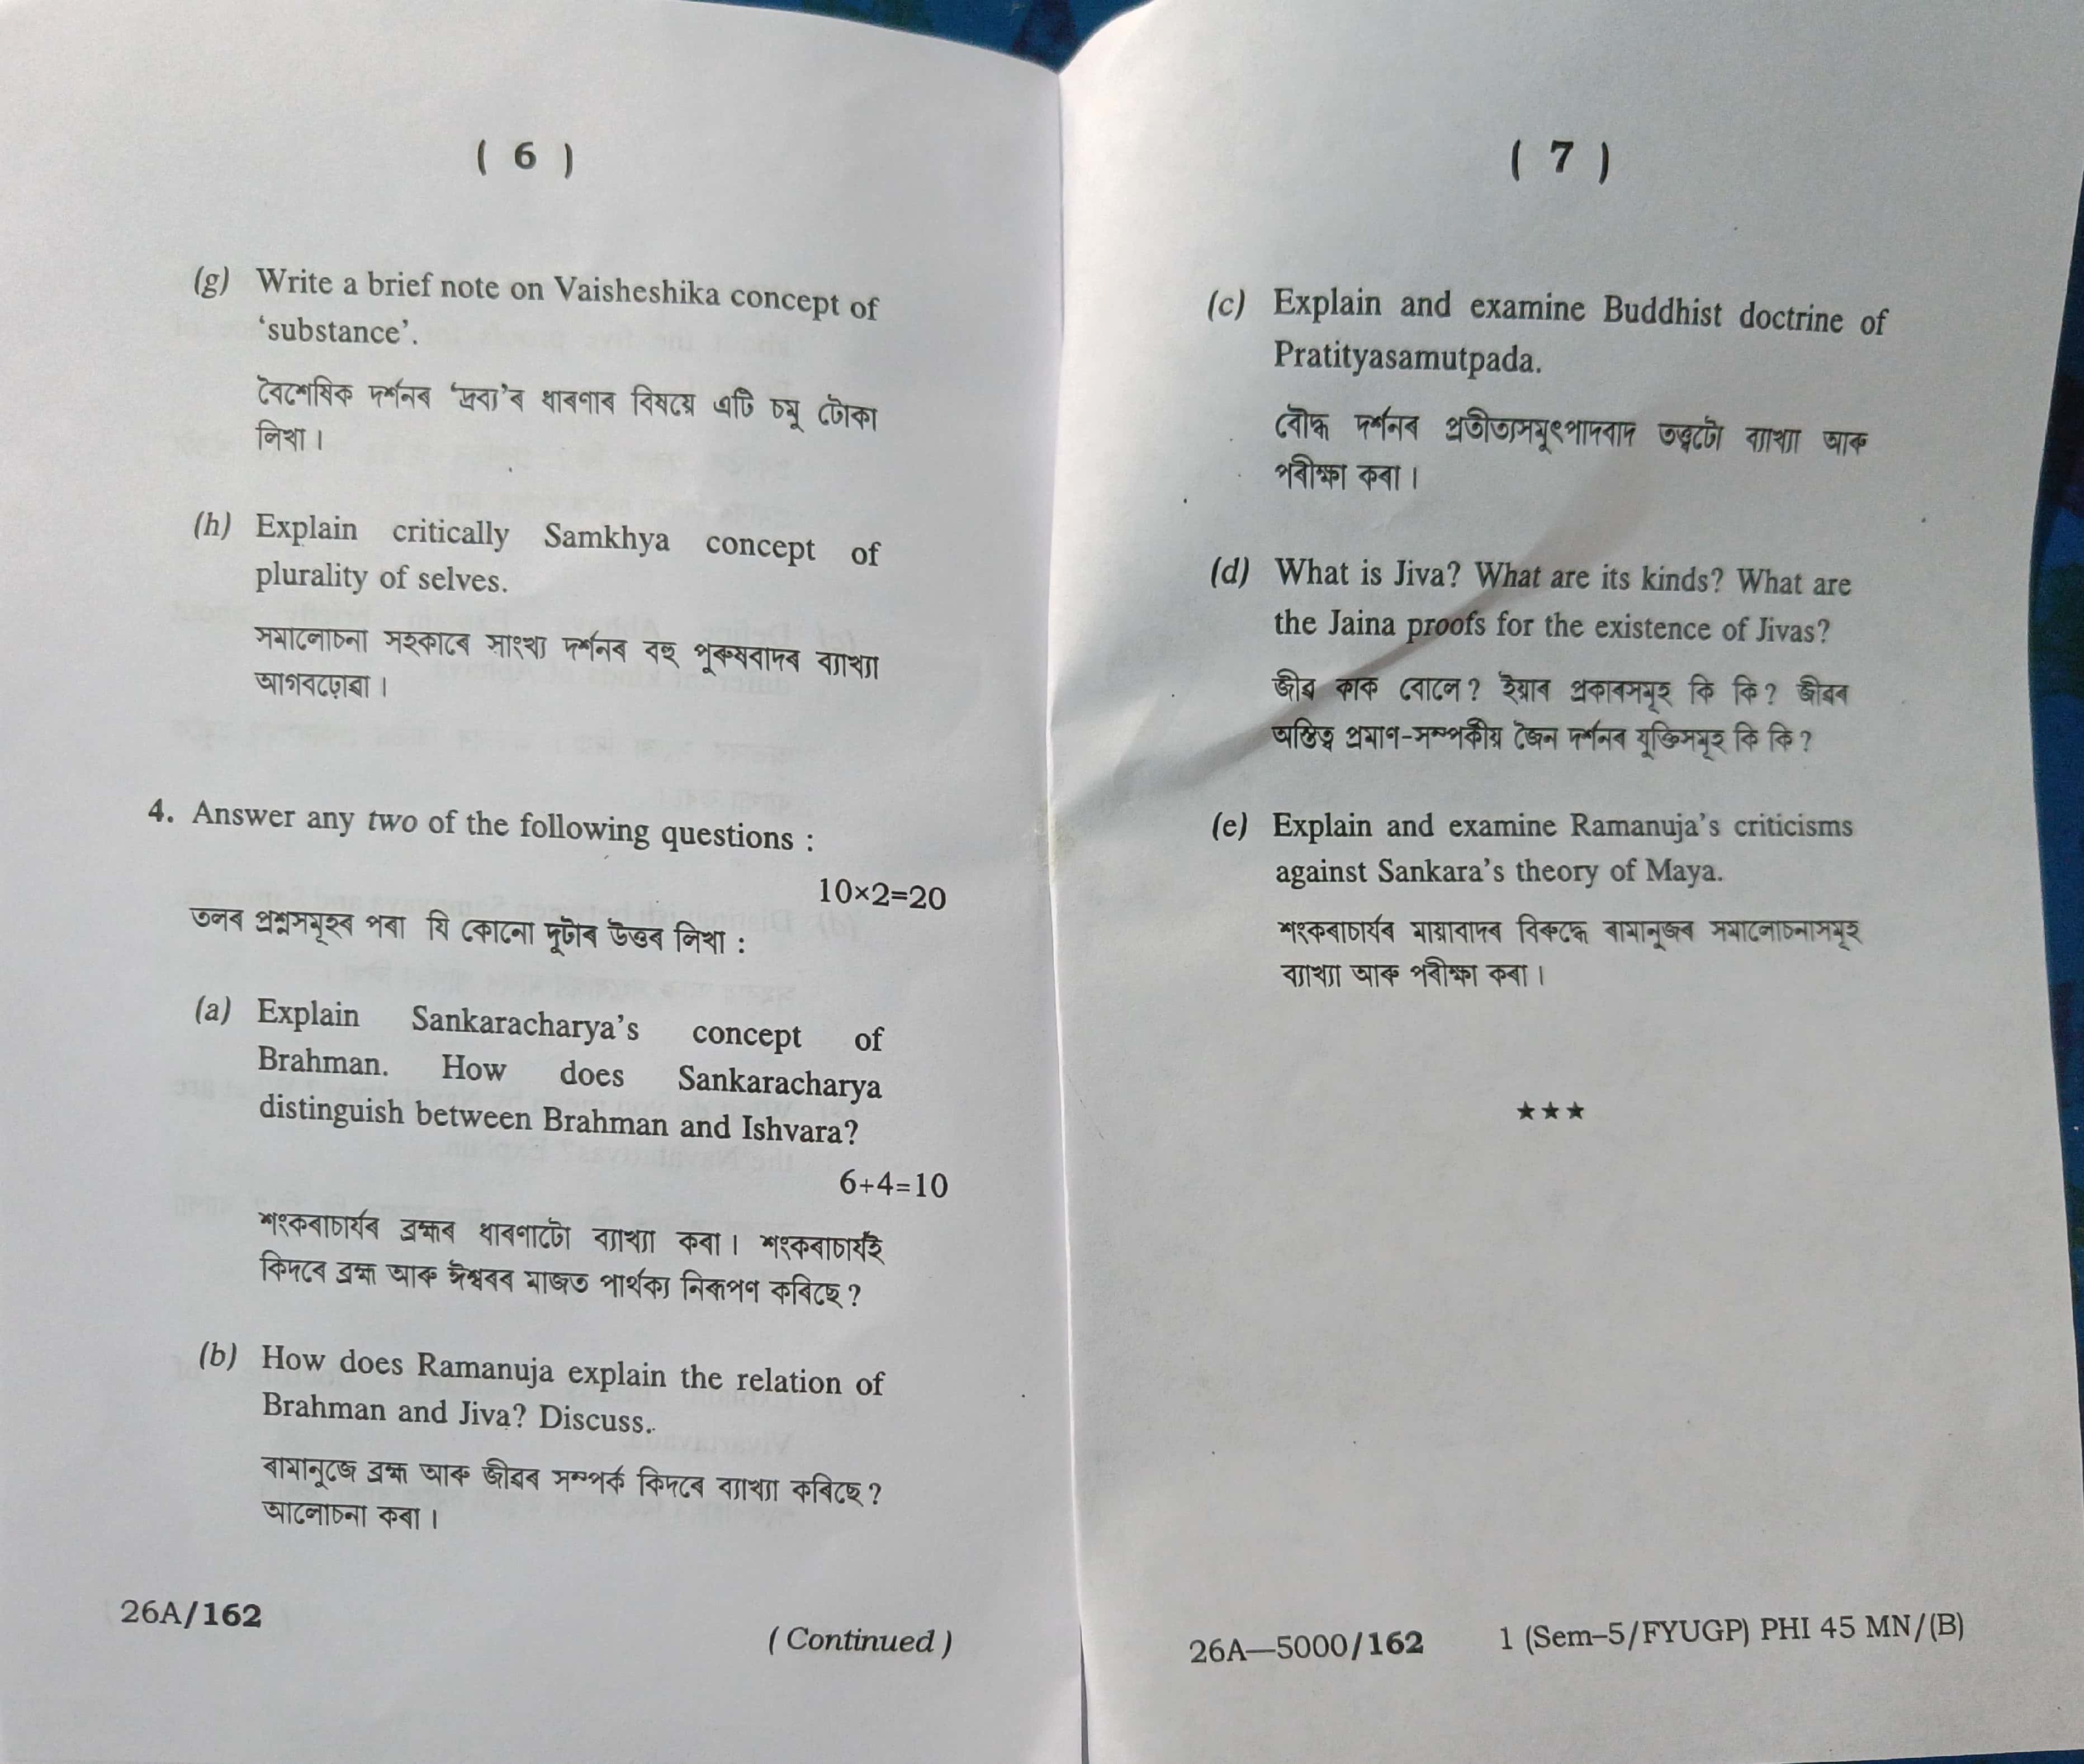 ( 6 )
(g) Write a brief note on Vaisheshika concept of
‘substance’.
বৈশেষিক দৰ্শনৰ ‘দ্ৰব্য’ৰ ধাৰণাৰ বিষয়ে এটি চমু টোকা
লিখা ।
(h) Explain critically Samkhya concept of
plurality of selves.
সমালোচনা সহকাৰে সাংখ্য দৰ্শনৰ বহু পুৰুষবাদৰ ব্যাখ্যা
আগবঢ়োৱা ।
4. Answer any two of the following questions :
10×2=20
তলৰ প্ৰশ্নসমূহৰ পৰা যি কোনো দুটাৰ উত্তৰ লিখা :
(a) Explain Sankaracharya’s concept of
Brahman. How does Sankaracharya
distinguish between Brahman and Ishvara?
6+4=10
শংকৰাচাৰ্যৰ ব্ৰহ্মৰ ধাৰণাটো ব্যাখ্যা কৰা । শংকৰাচাৰ্যই
কিদৰে ব্ৰহ্ম আৰু ঈশ্বৰৰ মাজত পাৰ্থক্য নিৰূপণ কৰিছে ?
(b) How does Ramanuja explain the relation of
Brahman and Jiva? Discuss.
ৰামানুজে ব্ৰহ্ম আৰু জীৱৰ সম্পৰ্ক কিদৰে ব্যাখ্যা কৰিছে ?
আলোচনা কৰা ।
26A/162
( Continued )
( 7 )
(c) Explain and examine Buddhist doctrine of
Pratityasamutpada.
বৌদ্ধ দৰ্শনৰ প্ৰতীত্যসমুৎপাদবাদ তত্ত্বটো ব্যাখ্যা আৰু
পৰীক্ষা কৰা ।
(d) What is Jiva? What are its kinds? What are
the Jaina proofs for the existence of Jivas?
জীৱ কাক বোলে ? ইয়াৰ প্ৰকাৰসমূহ কি কি ? জীৱৰ
অস্তিত্ব প্ৰমাণ-সম্পৰ্কীয় জৈন দৰ্শনৰ যুক্তিসমূহ কি কি ?
(e) Explain and examine Ramanuja’s criticisms
against Sankara’s theory of Maya.
শংকৰাচাৰ্যৰ মায়াবাদৰ বিৰুদ্ধে ৰামানুজৰ সমালোচনাসমূহ
ব্যাখ্যা আৰু পৰীক্ষা কৰা ।
★★★
26A—5000/162 1 (Sem–5/FYUGP) PHI 45 MN/(B)